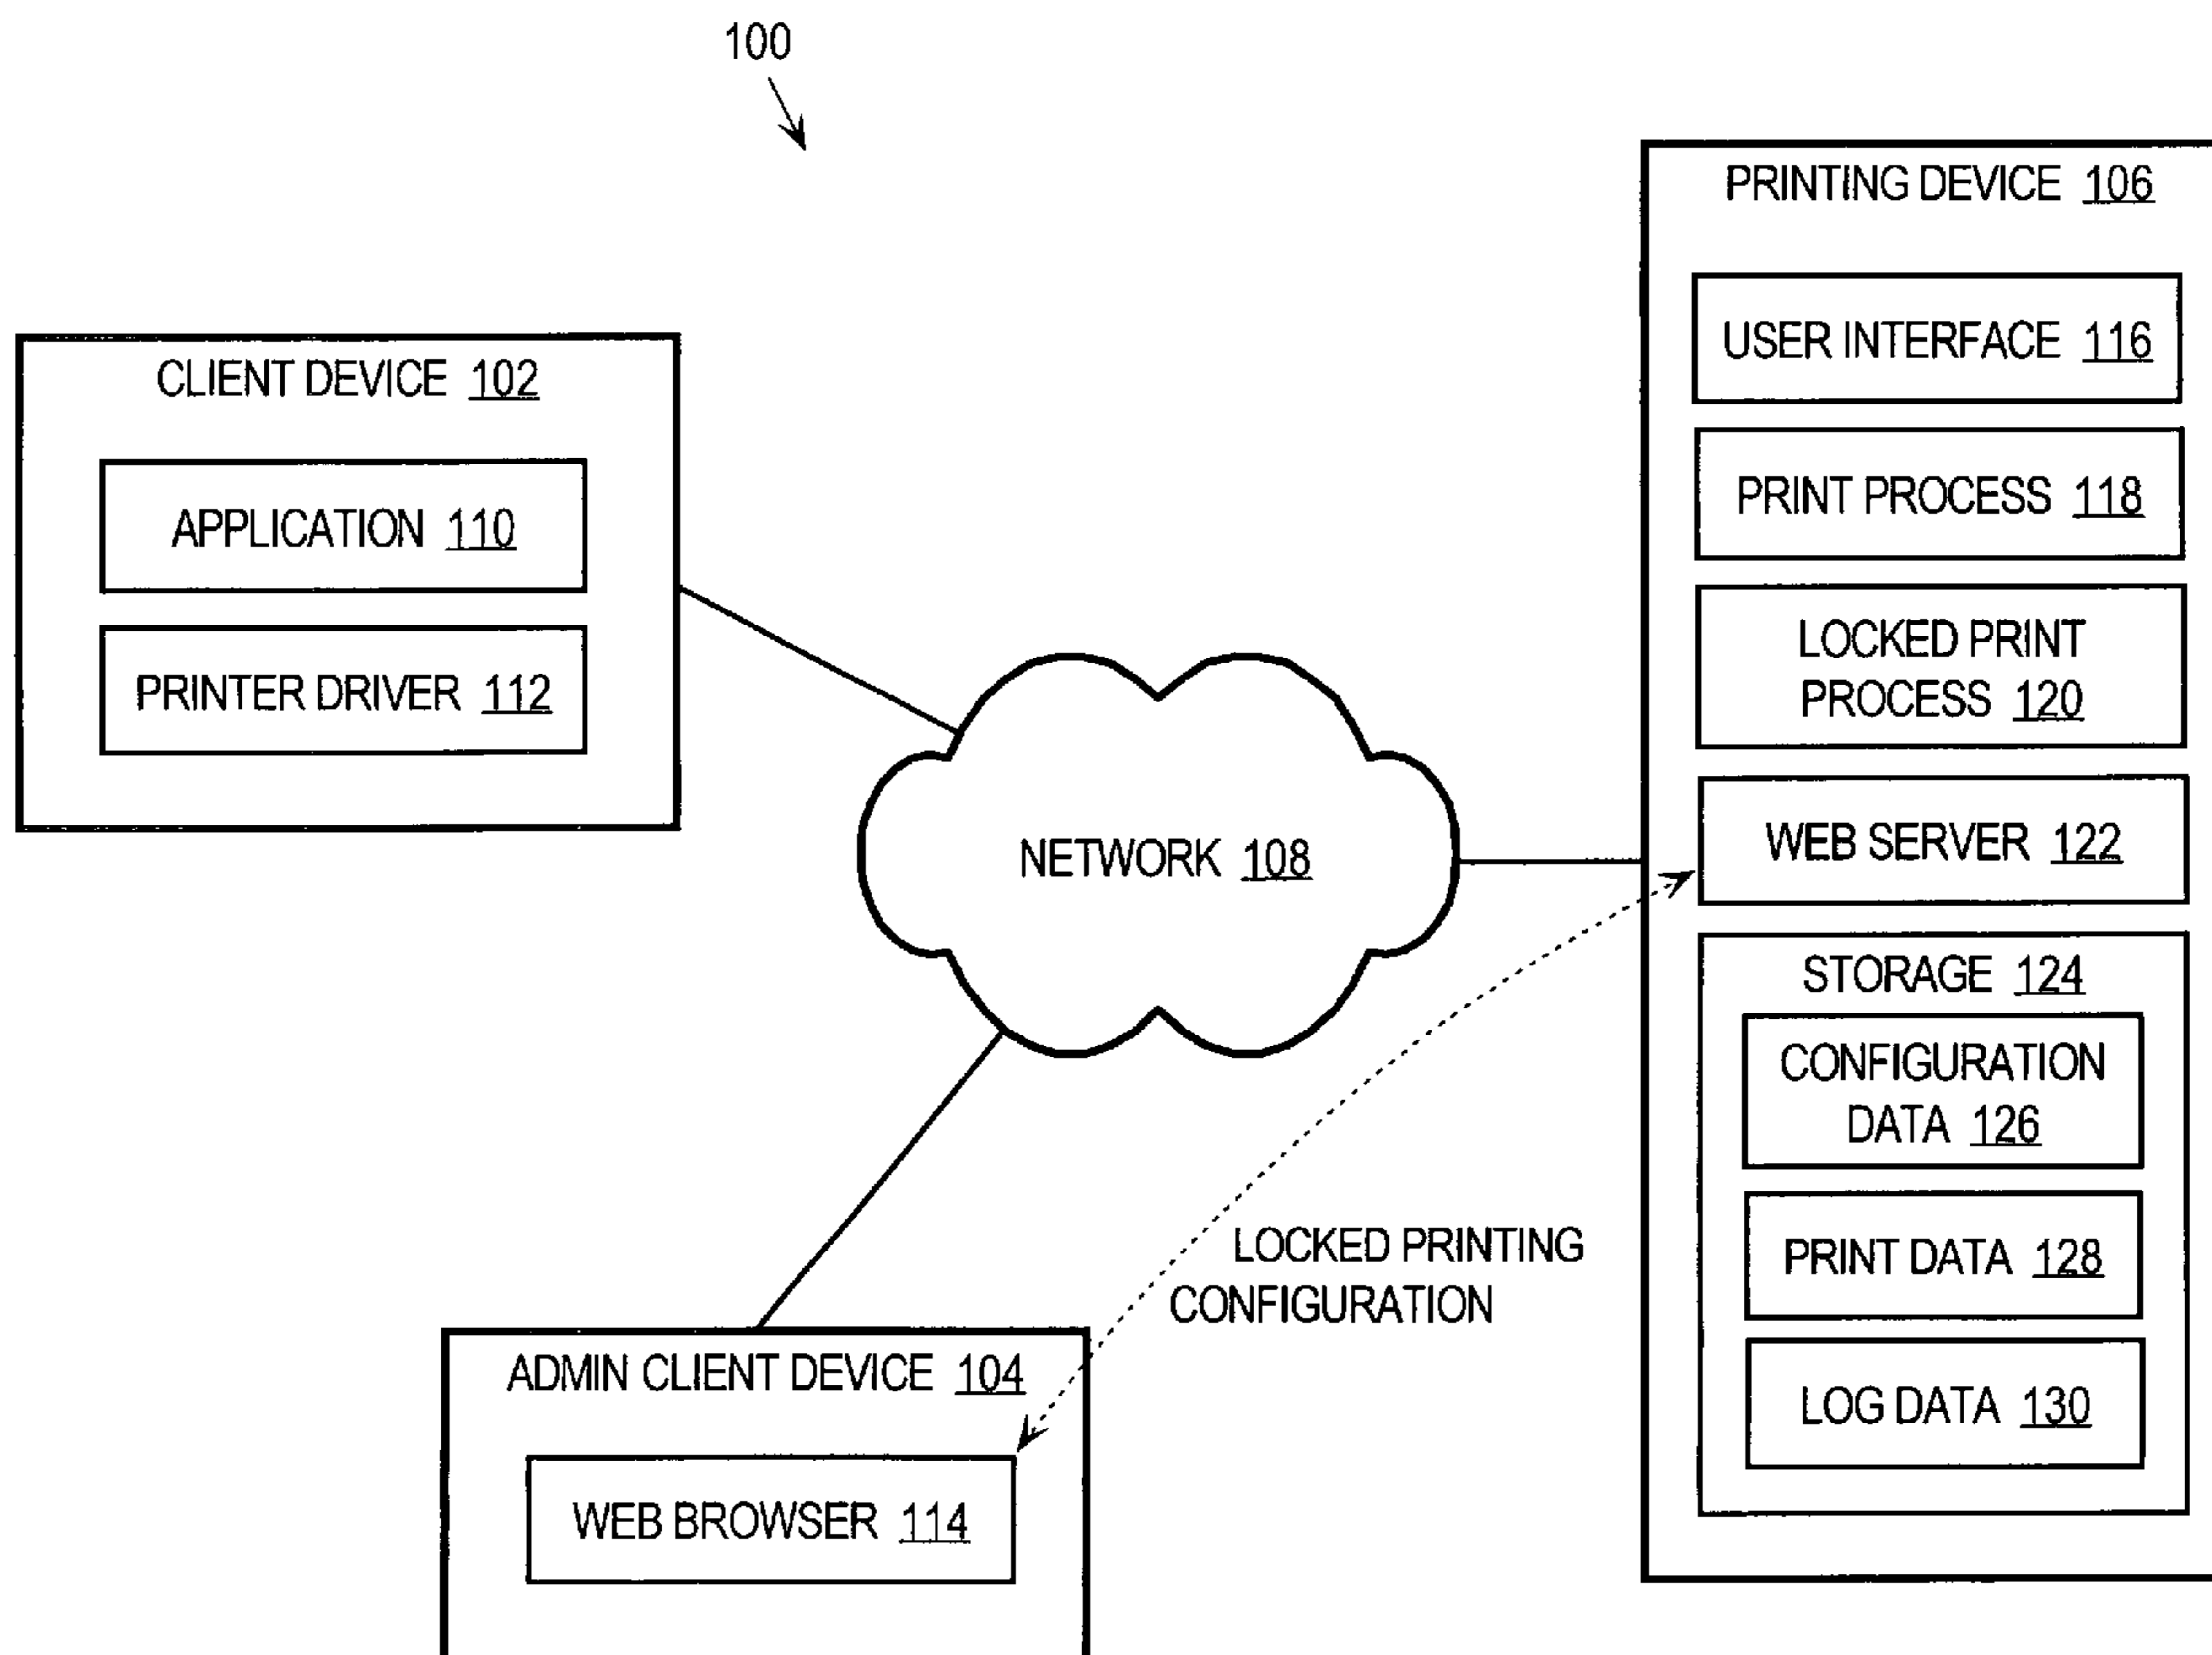 100
CLIENT DEVICE 102
APPLICATION 110
PRINTER DRIVER 112
NETWORK 108
ADMIN CLIENT DEVICE 104
WEB BROWSER 114
LOCKED PRINTING
CONFIGURATION
PRINTING DEVICE 106
USER INTERFACE 116
PRINT PROCESS 118
LOCKED PRINT
PROCESS 120
WEB SERVER 122
STORAGE 124
CONFIGURATION
DATA 126
PRINT DATA 128
LOG DATA 130